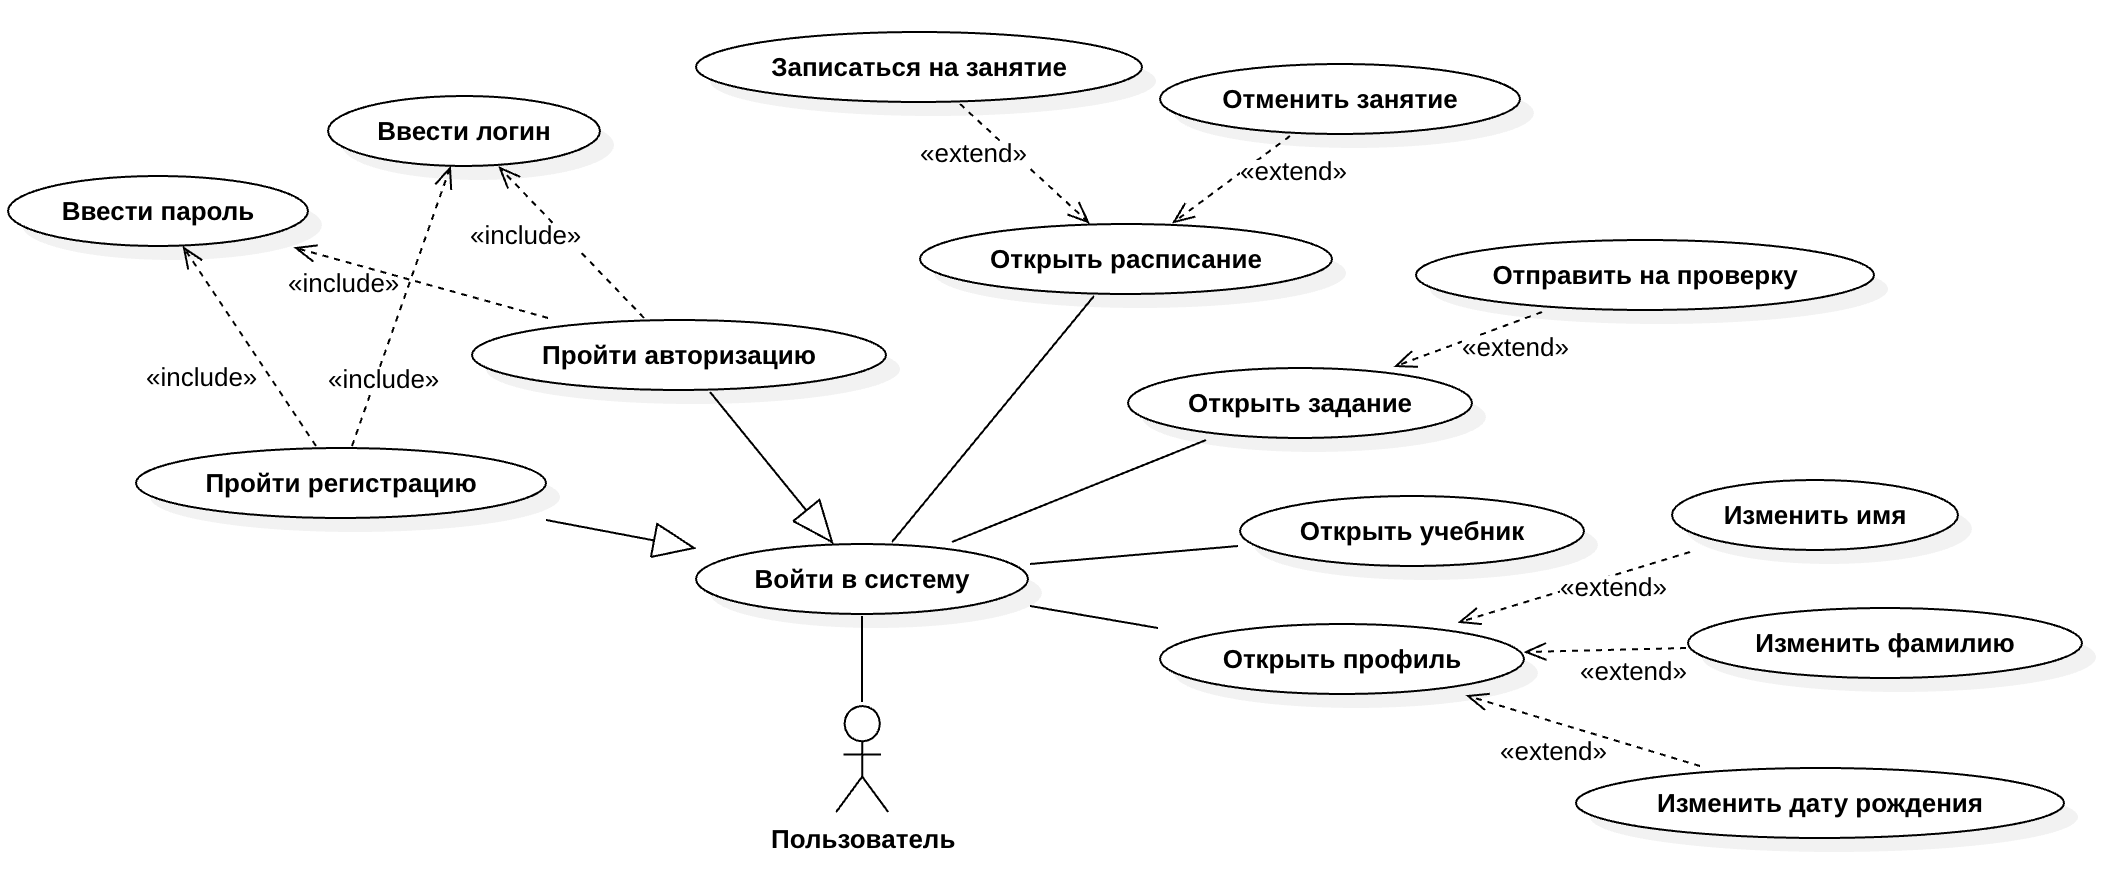 Записаться на занятие
Отменить занятие
Ввести логин
«extend»
«extend»
Ввести пароль
«include»
Открыть расписание
Отправить на проверку
«include»
«extend»
Пройти авторизацию
«include»
«include»
Открыть задание
Пройти регистрацию
Изменить имя
Открыть учебник
Войти в систему
«extend»
Изменить фамилию
Открыть профиль
«extend»
«extend»
Изменить дату рождения
Пользователь